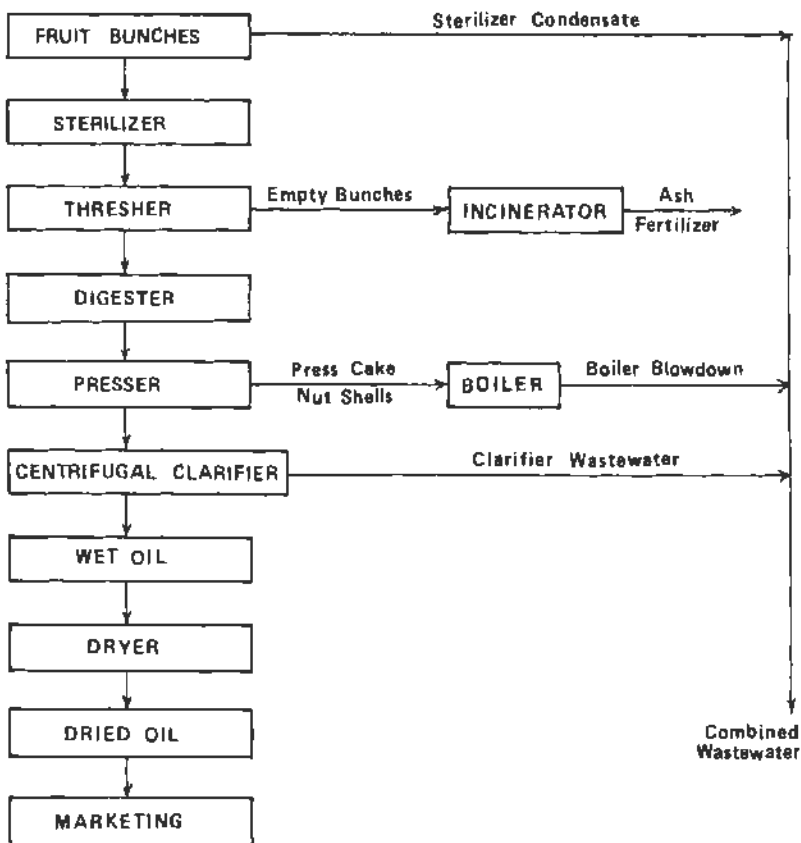 Sterilizer Condensate
FRUIT BUNCHES
STERILIZER
THRESHER
Empty Bunches
INCINERATOR
Ash
Fertilizer
DIGESTER
PRESSER
Press Cake
Nut Shells
BOILER
Boiler Blowdown
CENTRIFUGAL CLARIFIER
Clarifier Wastewater
WET OIL
DRYER
DRIED OIL
Combined
Wastewater
MARKETING